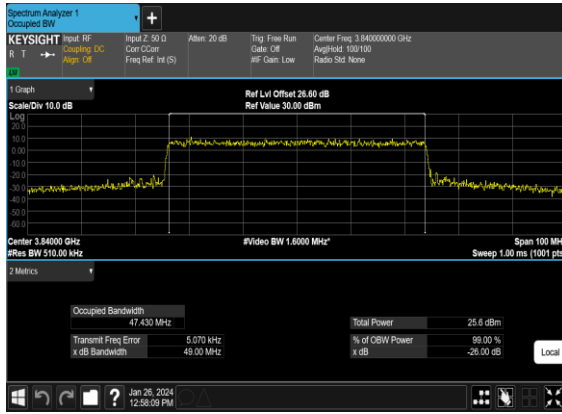 Spectrum Analyzer 1
Occupied BW
KEYSIGHT Input: RF Input Z: 50 Ω Atten: 20 dB Trig: Free Run Center Freq: 3.840000000 GHz
R T Coupling: DC Corr CCorr Gate: Off Avg|Hold: 100/100
Align: Off Freq Ref: Int (S) #IF Gain: Low Radio Std: None
1 Graph
Ref Lvl Offset 26.60 dB
Scale/Div 10.0 dB Ref Value 30.00 dBm
Log
20.0
10.0
0.00
-10.0
-20.0
-30.0
-40.0
-50.0
-60.0
Center 3.84000 GHz #Video BW 1.6000 MHz* Span 100 MH
#Res BW 510.00 kHz Sweep 1.00 ms (1001 pts
2 Metrics
Occupied Bandwidth
47.430 MHz Total Power 25.6 dBm
Transmit Freq Error 5.070 kHz % of OBW Power 99.00 %
x dB Bandwidth 49.00 MHz x dB -26.00 dB
Local
? Jan 26, 2024
12:58:09 PM